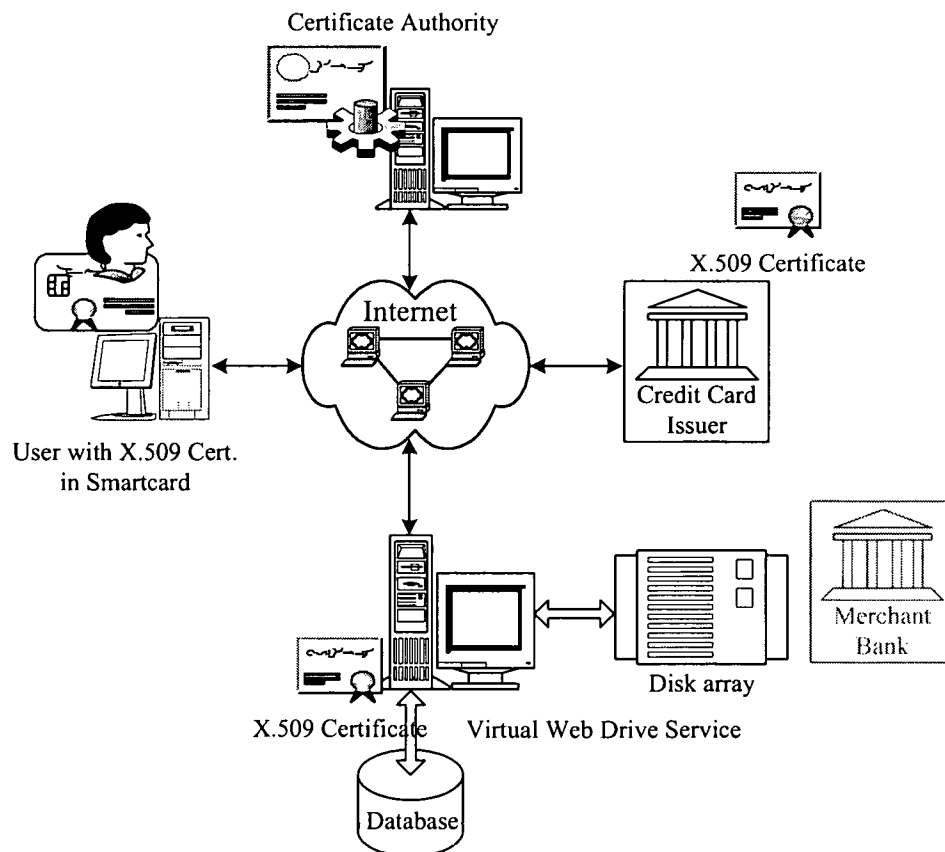 Certificate Authority
X.509 Certificate
Internet
Credit Card
Issuer
User with X.509 Cert.
in Smartcard
Merchant
Bank
Disk array
X.509 Certificate
Virtual Web Drive Service
Database